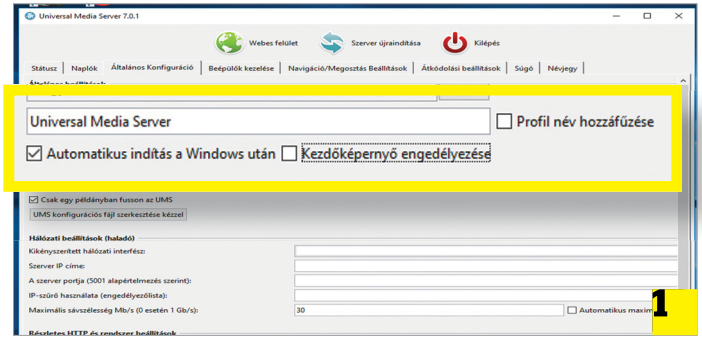 Universal Media Server 7.0.1
Webes felület Szerver újraindítása Kilépés
Státusz Naplók Általános Konfiguráció Beépülők kezelése Navigáció/Megosztás Beállítások Átkódolási beállítások Súgó Névjegy
Általános beállítások
Universal Media Server Profil név hozzáfűzése
Automatikus indítás a Windows után Kezdőképernyő engedélyezése
Csak egy példányban fusson az UMS
UMS konfigurációs fájl szerkesztése kézzel
Hálózati beállítások (haladó)
Kikényszerített hálózati interfész:
Szerver IP címe:
A szerver portja (5001 alapértelmezés szerint):
IP-szűrő használata (engedélyezőlista):
Maximális sávszélesség Mb/s (0 esetén 1 Gb/s): 30 Automatikus
1
Részletes HTTP és rendszer beállítások